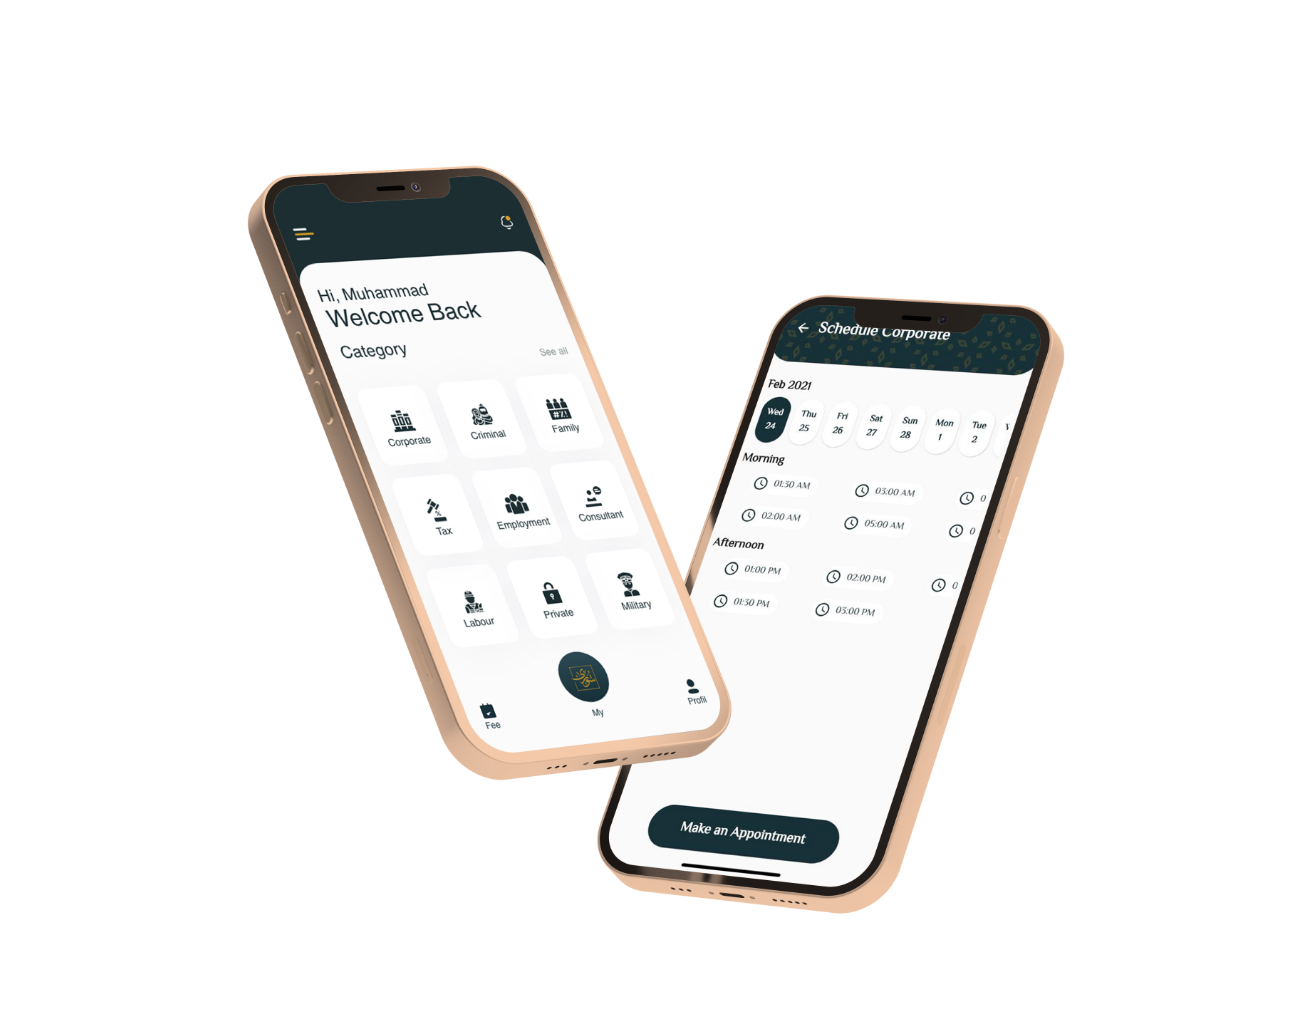 Hi, Muhammad
Welcome Back
Category
See all
Corporate
Criminal
#Z!
Family
Tax
Employment
Consultant
Labour
Private
Military
Fee
My
Profil
Schedule Corporate
Feb 2021
Wed Thu Fri Sat Sun Mon Tue
24 25 26 27 28 1 2
Morning
01:30 AM 03:00 AM 0
02:00 AM 05:00 AM 0
Afternoon
01:00 PM 02:00 PM 0
01:30 PM 03:00 PM
Make an Appointment